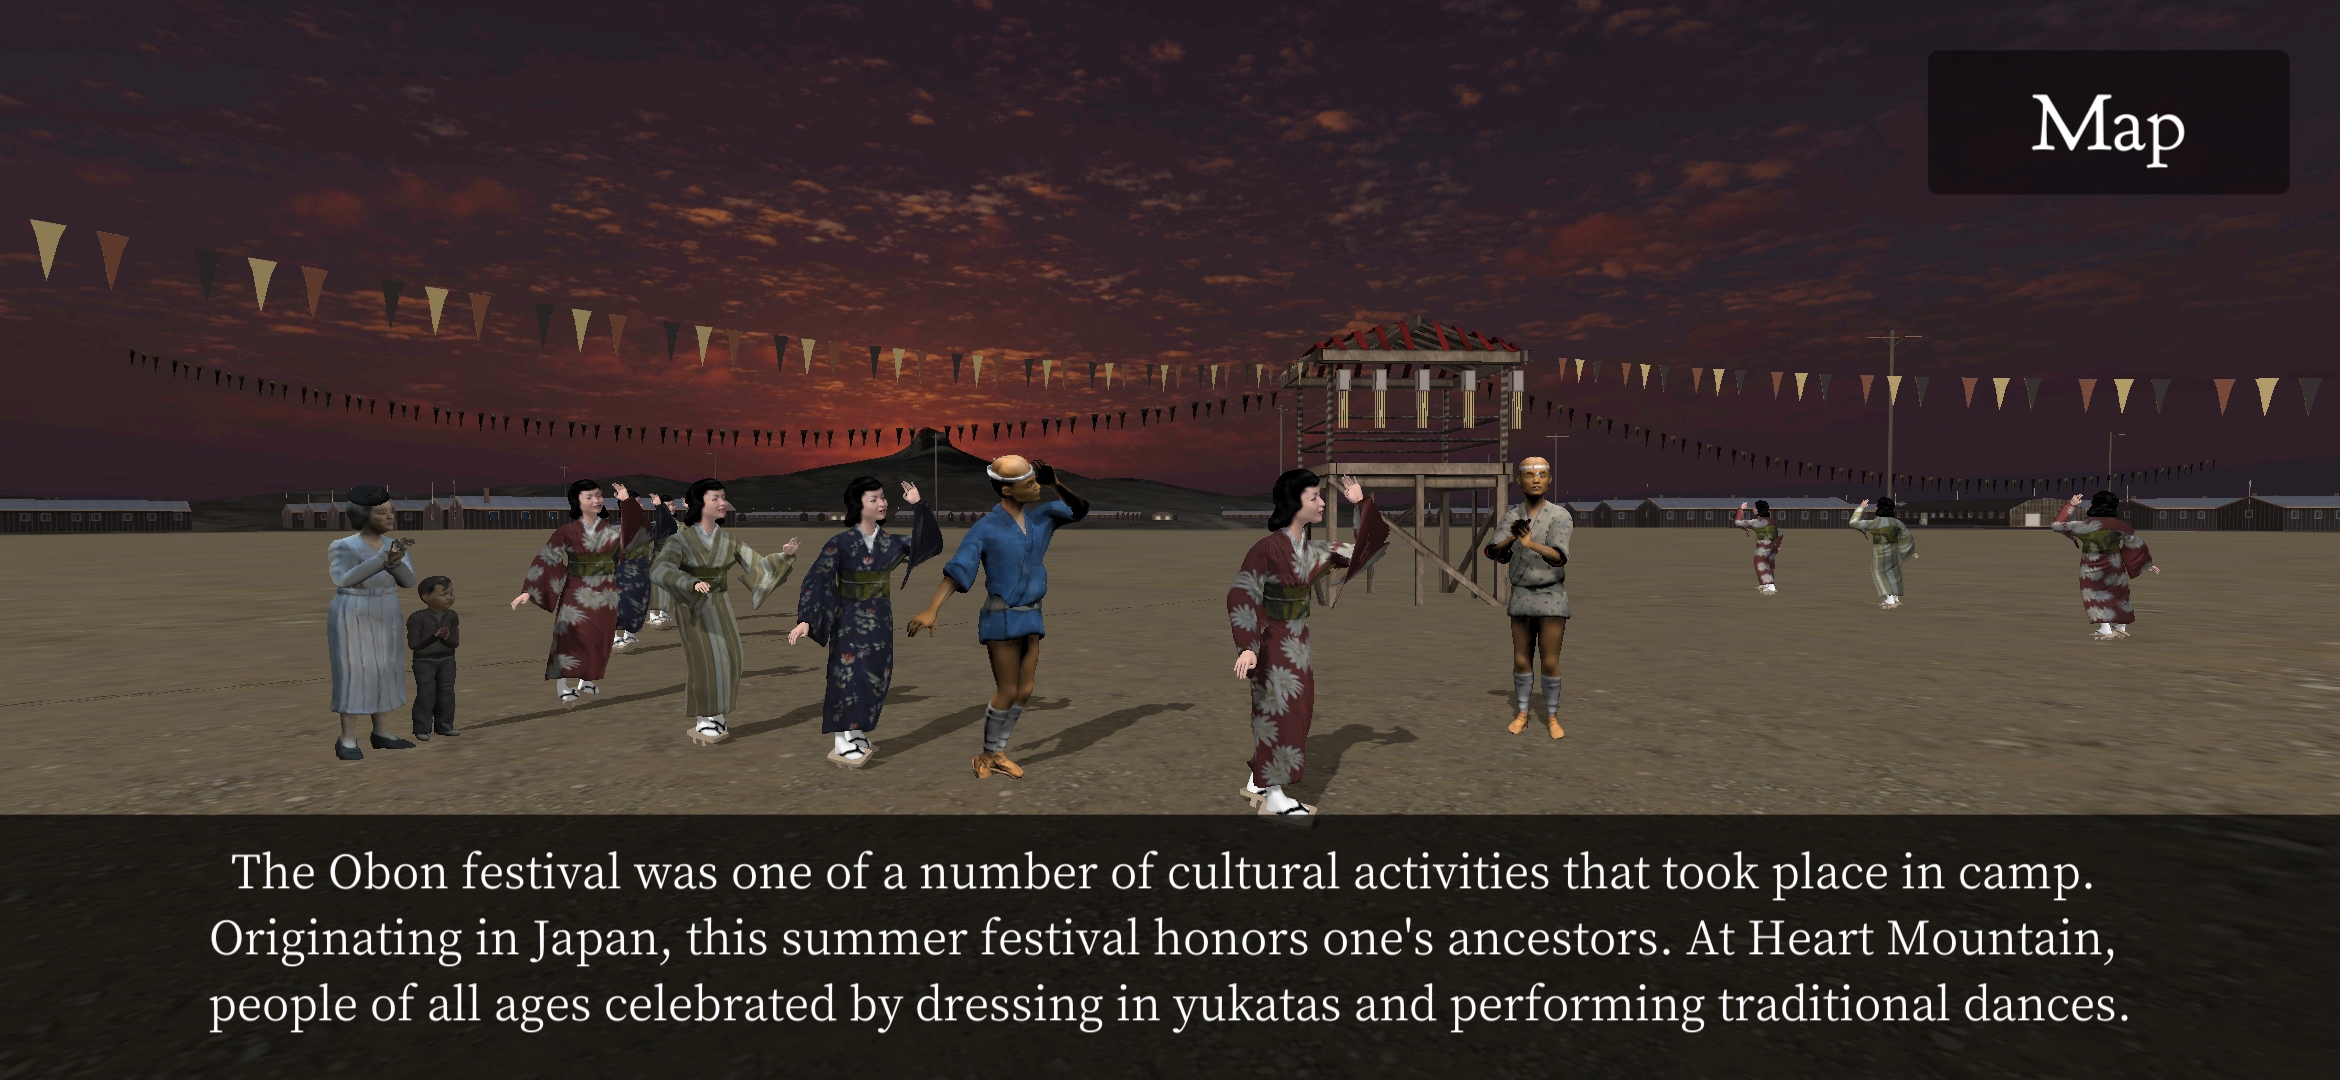 Map
The Obon festival was one of a number of cultural activities that took place in camp.
Originating in Japan, this summer festival honors one's ancestors. At Heart Mountain,
people of all ages celebrated by dressing in yukatas and performing traditional dances.